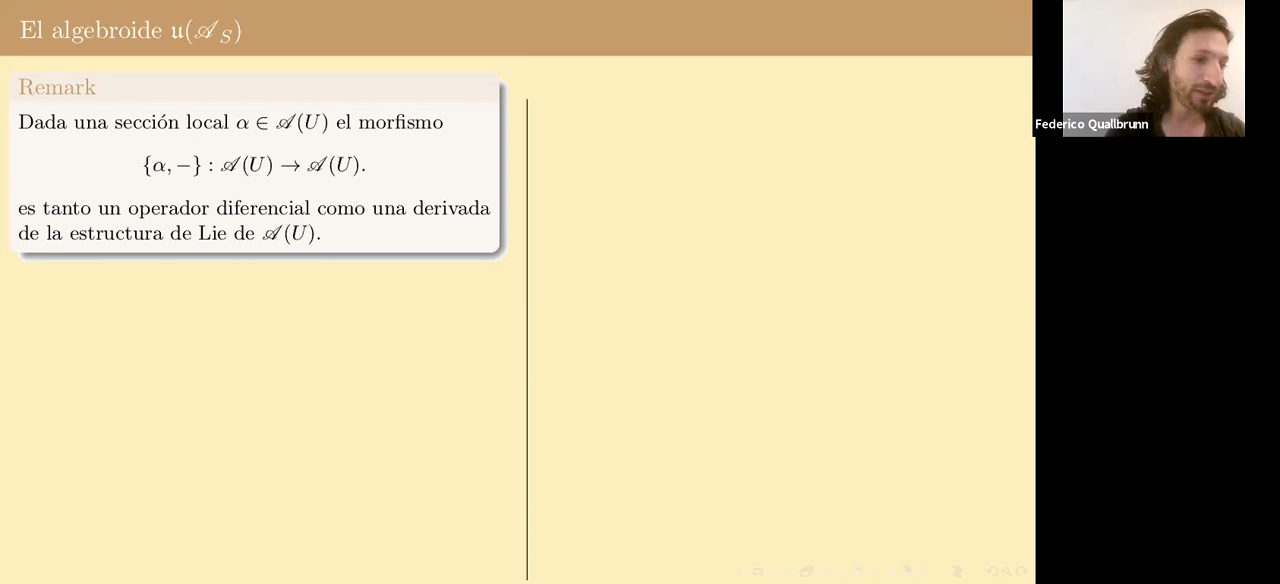 El algebroide 𝔲(𝒜_S)
Remark
Dada una sección local α ∈ 𝒜(U) el morfismo
{α, −} : 𝒜(U) → 𝒜(U).
es tanto un operador diferencial como una derivada
de la estructura de Lie de 𝒜(U).
Federico Quallbrunn